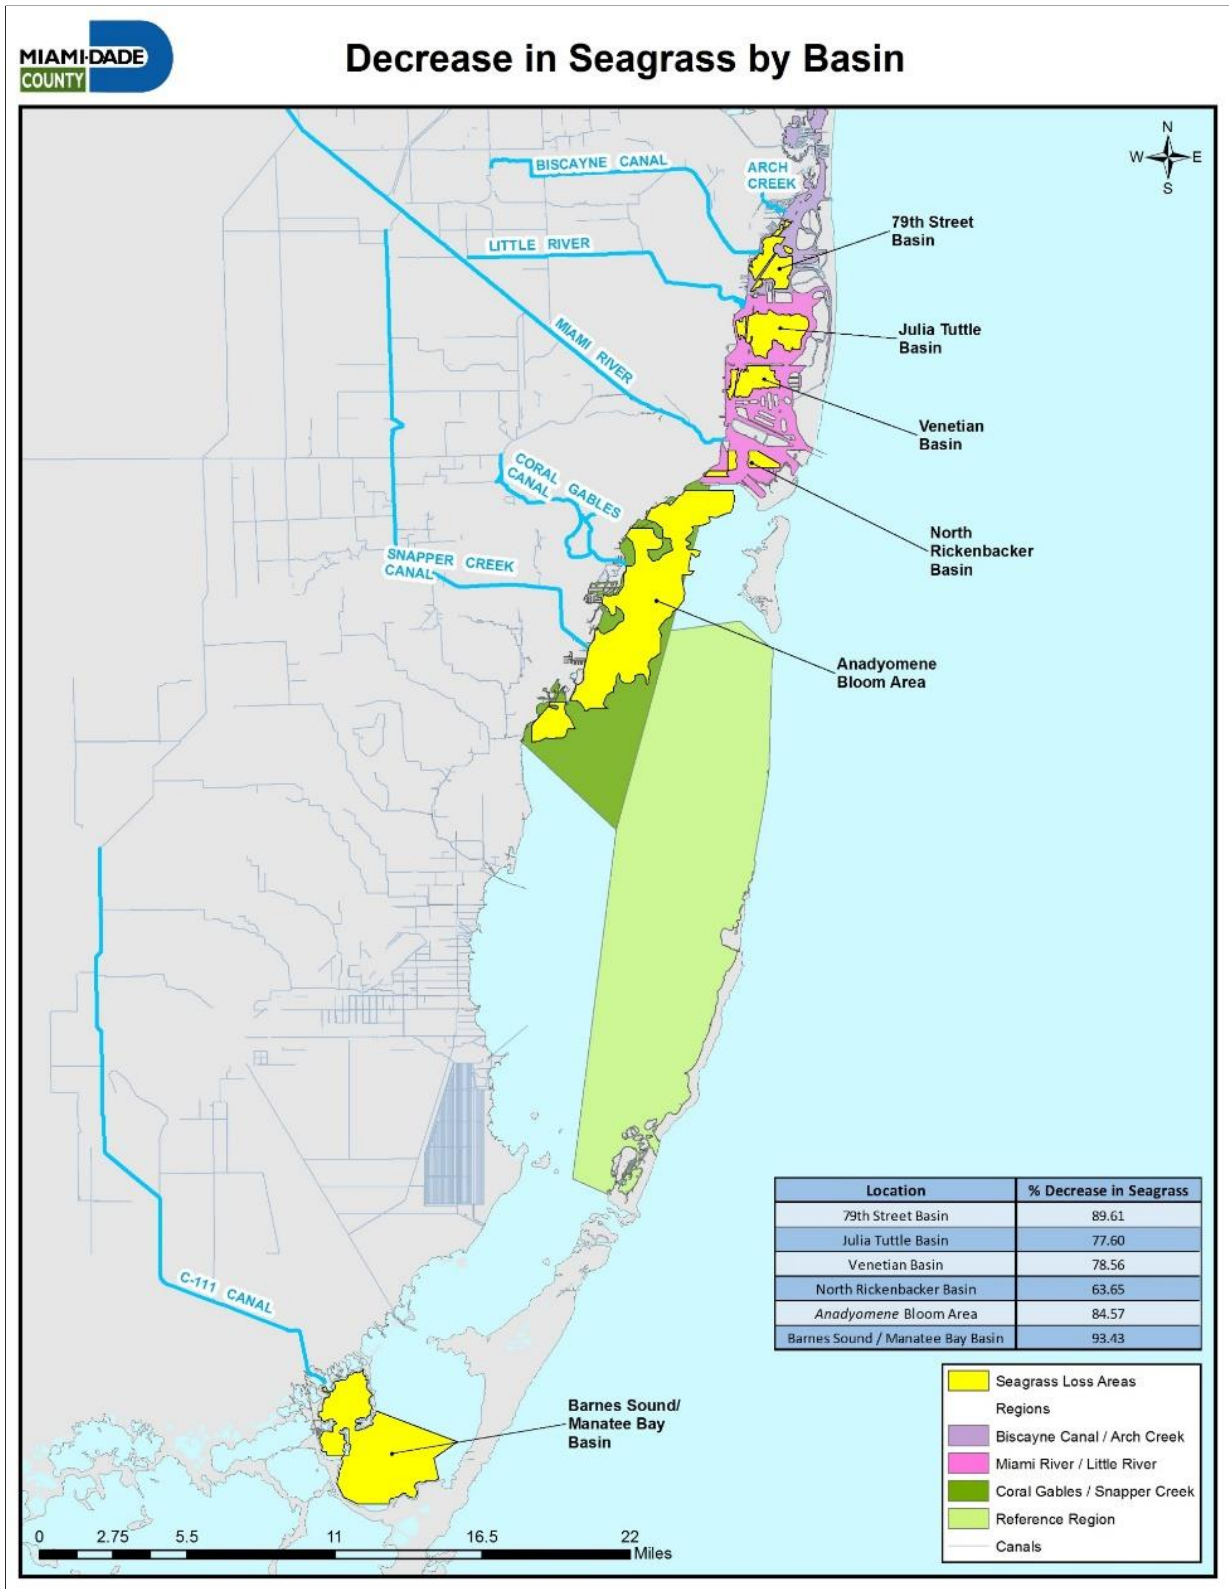 MIAMI-DADE
COUNTY
Decrease in Seagrass by Basin
N
W
E
S
BISCAYNE CANAL
ARCH
CREEK
79th Street
Basin
LITTLE RIVER
MIAMI RIVER
Julia Tuttle
Basin
Venetian
Basin
CORAL GABLES
CANAL
North
Rickenbacker
Basin
SNAPPER CREEK
CANAL
Anadyomene
Bloom Area
C-111 CANAL
Barnes Sound/
Manatee Bay
Basin
Location % Decrease in Seagrass
79th Street Basin 89.61
Julia Tuttle Basin 77.60
Venetian Basin 78.56
North Rickenbacker Basin 63.65
Anadyomene Bloom Area 84.57
Barnes Sound / Manatee Bay Basin 93.43
Seagrass Loss Areas
Regions
Biscayne Canal / Arch Creek
Miami River / Little River
Coral Gables / Snapper Creek
Reference Region
Canals
0 2.75 5.5 11 16.5 22
Miles